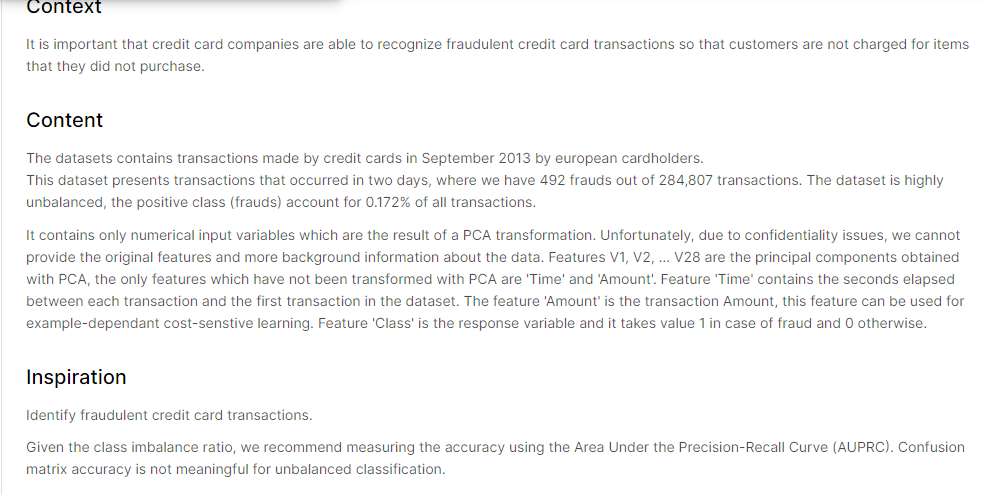 Context
It is important that credit card companies are able to recognize fraudulent credit card transactions so that customers are not charged for items
that they did not purchase.
Content
The datasets contains transactions made by credit cards in September 2013 by european cardholders.
This dataset presents transactions that occurred in two days, where we have 492 frauds out of 284,807 transactions. The dataset is highly
unbalanced, the positive class (frauds) account for 0.172% of all transactions.
It contains only numerical input variables which are the result of a PCA transformation. Unfortunately, due to confidentiality issues, we cannot
provide the original features and more background information about the data. Features V1, V2, ... V28 are the principal components obtained
with PCA, the only features which have not been transformed with PCA are 'Time' and 'Amount'. Feature 'Time' contains the seconds elapsed
between each transaction and the first transaction in the dataset. The feature 'Amount' is the transaction Amount, this feature can be used for
example-dependant cost-senstive learning. Feature 'Class' is the response variable and it takes value 1 in case of fraud and 0 otherwise.
Inspiration
Identify fraudulent credit card transactions.
Given the class imbalance ratio, we recommend measuring the accuracy using the Area Under the Precision-Recall Curve (AUPRC). Confusion
matrix accuracy is not meaningful for unbalanced classification.